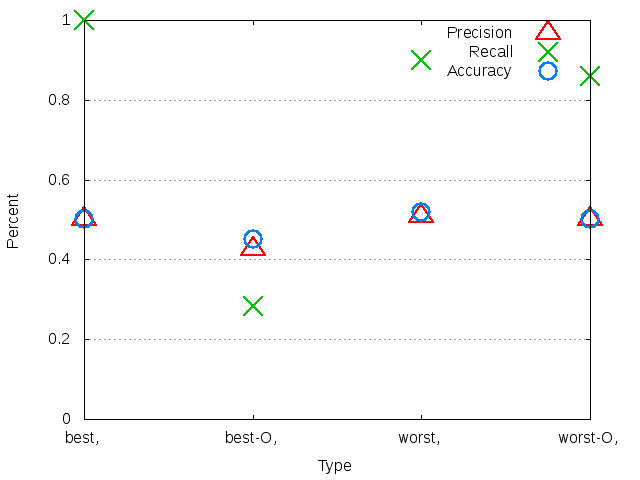 1
Precision
Recall
Accuracy
0.8
0.6
Percent
0.4
0.2
0
best,
best-O,
worst,
worst-O,
Type